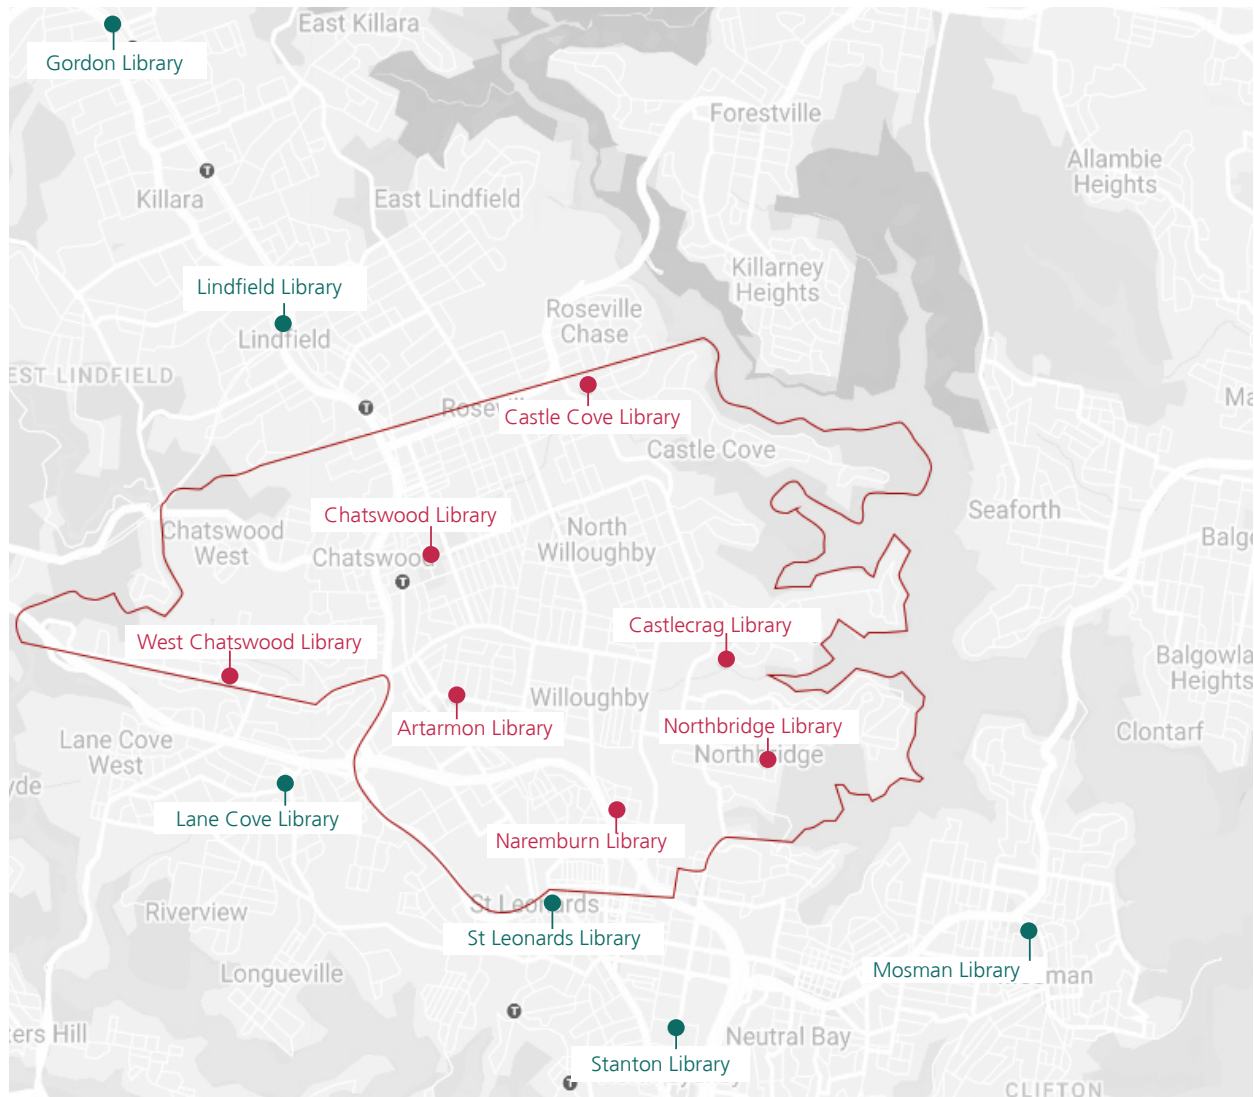 East Killara
Gordon Library
Forestville
Allambie
Heights
T
Killara
East Lindfield
Killarney
Heights
Lindfield Library
Roseville
Chase
Lindfield
EST LINDFIELD
T
Castle Cove Library
Castle Cove
Chatswood Library
Seaforth
North
Willoughby
Chatswood
West
Chatswood
T
Castlecrag Library
West Chatswood Library
Balgowla
Heights
Willoughby
Artarmon Library
Northbridge Library
Northbridge
Clontarf
Lane Cove
West
Lane Cove Library
Naremburn Library
St Leonards
Riverview
St Leonards Library
Mosman Library
Longueville
T
Neutral Bay
Stanton Library
T
CLIFTON